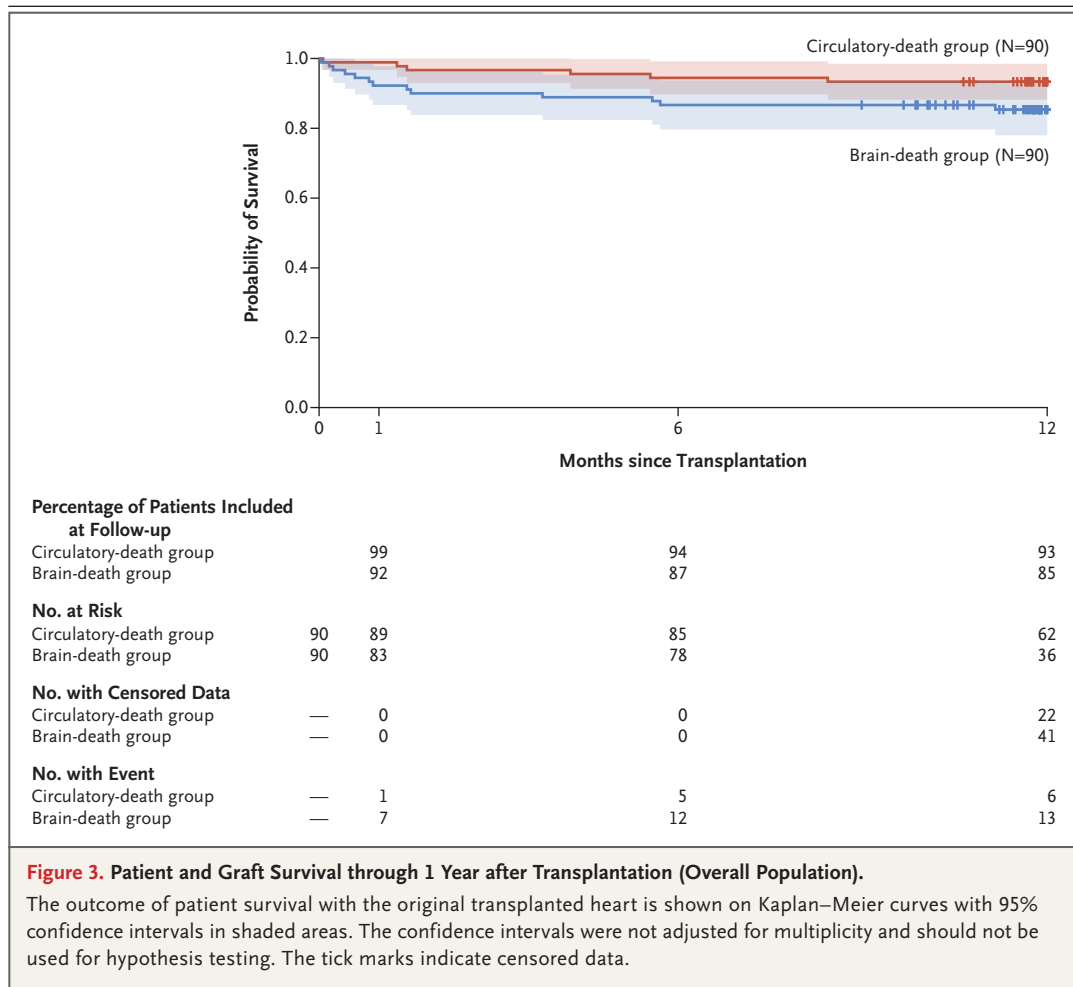 Circulatory-death group (N=90)
1.0
0.8
0.6
0.4
0.2
0.0
Probability of Survival
Brain-death group (N=90)
0 1 6 12
Months since Transplantation
Percentage of Patients Included
at Follow-up
Circulatory-death group 99 94 93
Brain-death group 92 87 85
No. at Risk
Circulatory-death group 90 89 85 62
Brain-death group 90 83 78 36
No. with Censored Data
Circulatory-death group — 0 0 22
Brain-death group — 0 0 41
No. with Event
Circulatory-death group — 1 5 6
Brain-death group — 7 12 13
Figure 3. Patient and Graft Survival through 1 Year after Transplantation (Overall Population).
The outcome of patient survival with the original transplanted heart is shown on Kaplan–Meier curves with 95%
confidence intervals in shaded areas. The confidence intervals were not adjusted for multiplicity and should not be
used for hypothesis testing. The tick marks indicate censored data.